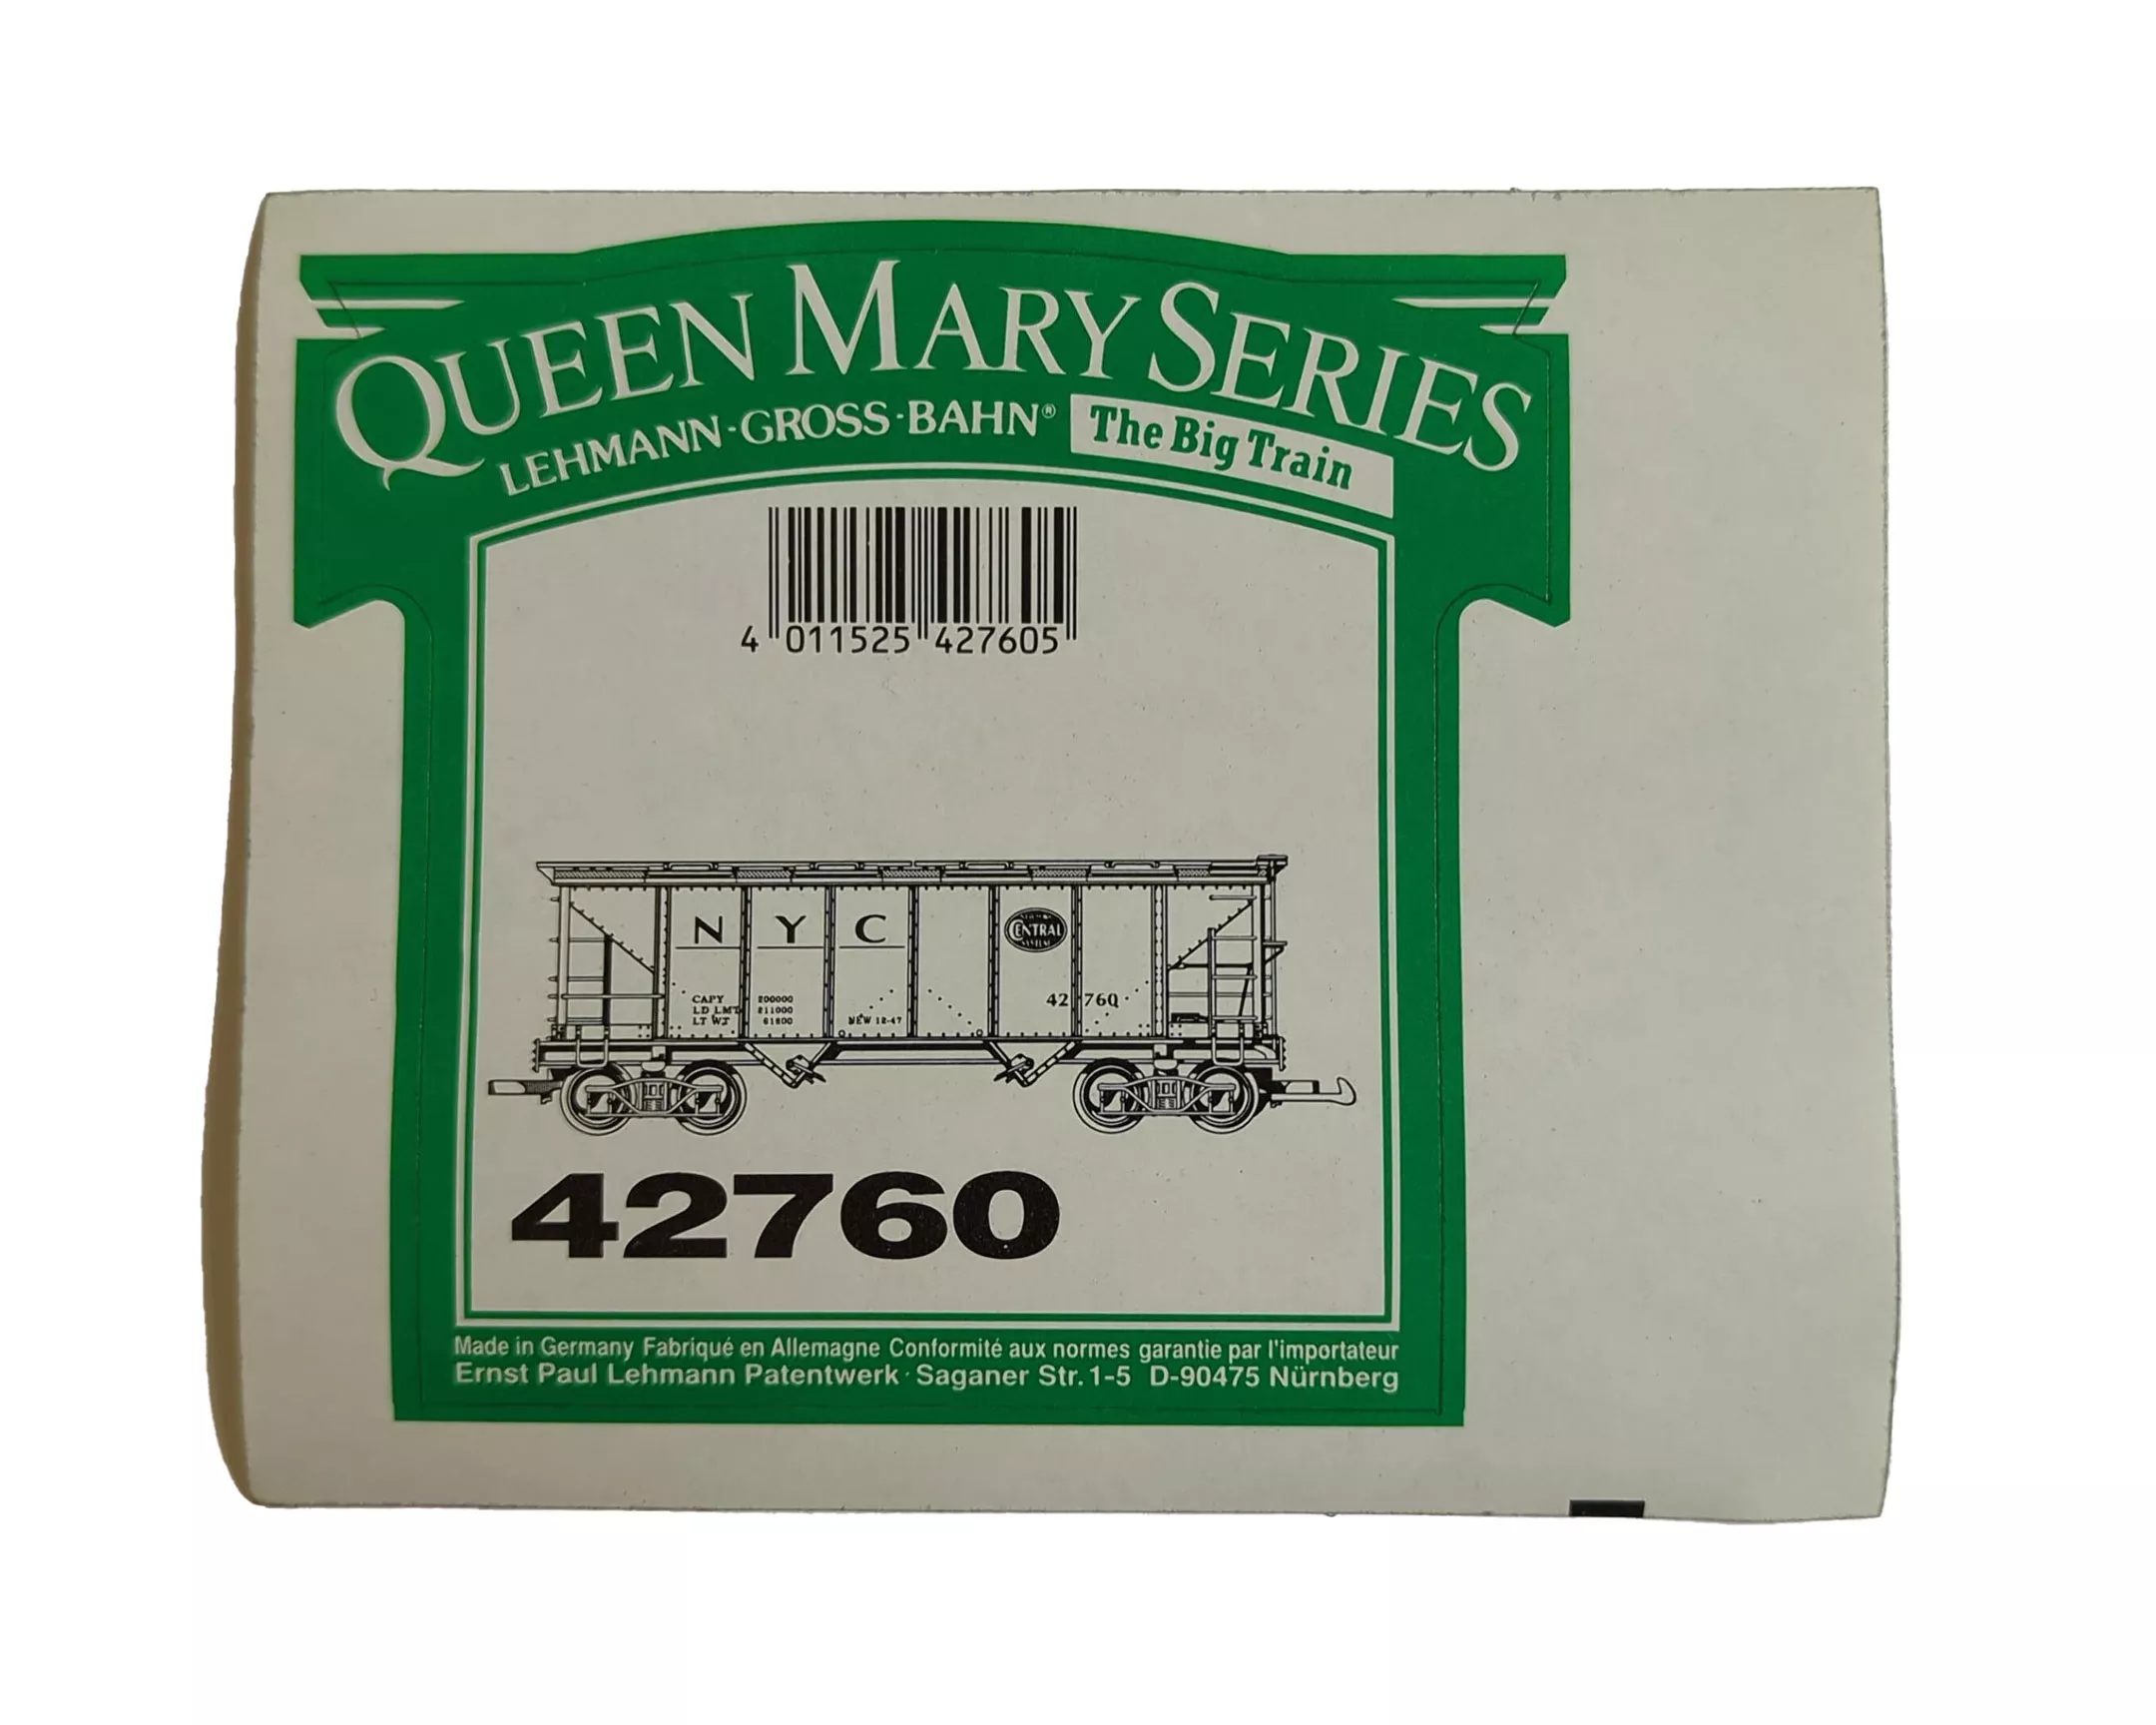 QUEEN MARY SERIES
LEHMANN-GROSS-BAHN® The Big Train
4 011525 427605
N Y C
CENTRAL
SYSTEM
CAPY 200000
LD LMT 211000
LT WT 61800 NEW 12-47
42760
42760
Made in Germany Fabriqué en Allemagne Conformité aux normes garantie par l'importateur
Ernst Paul Lehmann Patentwerk · Saganer Str. 1-5 D-90475 Nürnberg